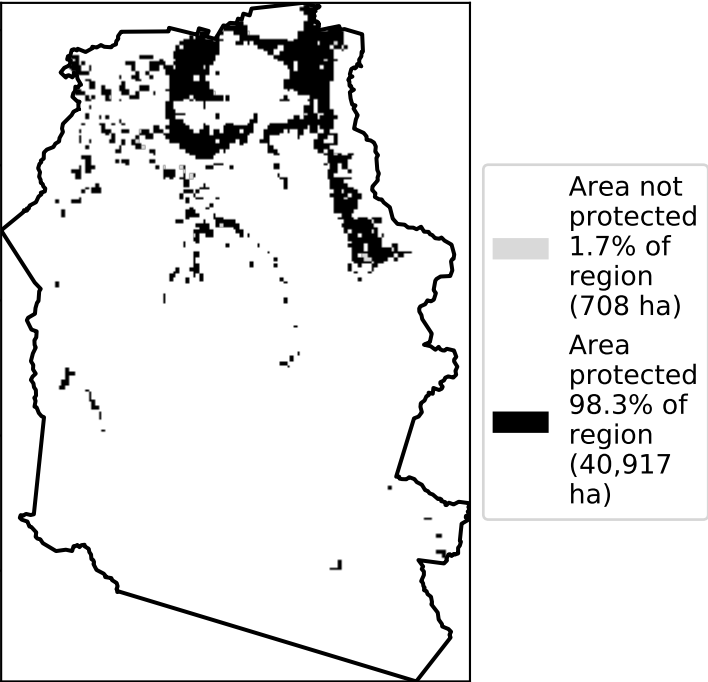 Area not
protected
1.7% of
region
(708 ha)
Area
protected
98.3% of
region
(40,917
ha)